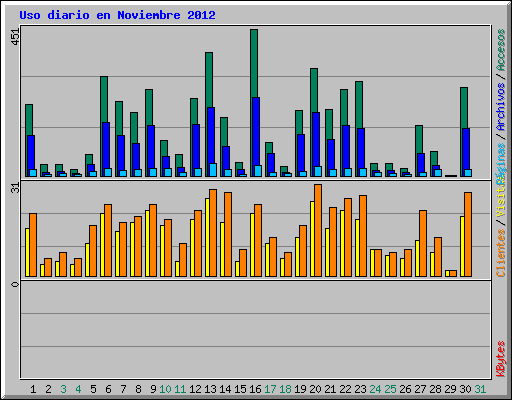 Uso diario en Noviembre 2012
451
31
0
Accesos
Archivos /
Páginas /
visitas
Clientes /
KBytes
1 2 3 4 5 6 7 8 9 10 11 12 13 14 15 16 17 18 19 20 21 22 23 24 25 26 27 28 29 30 31